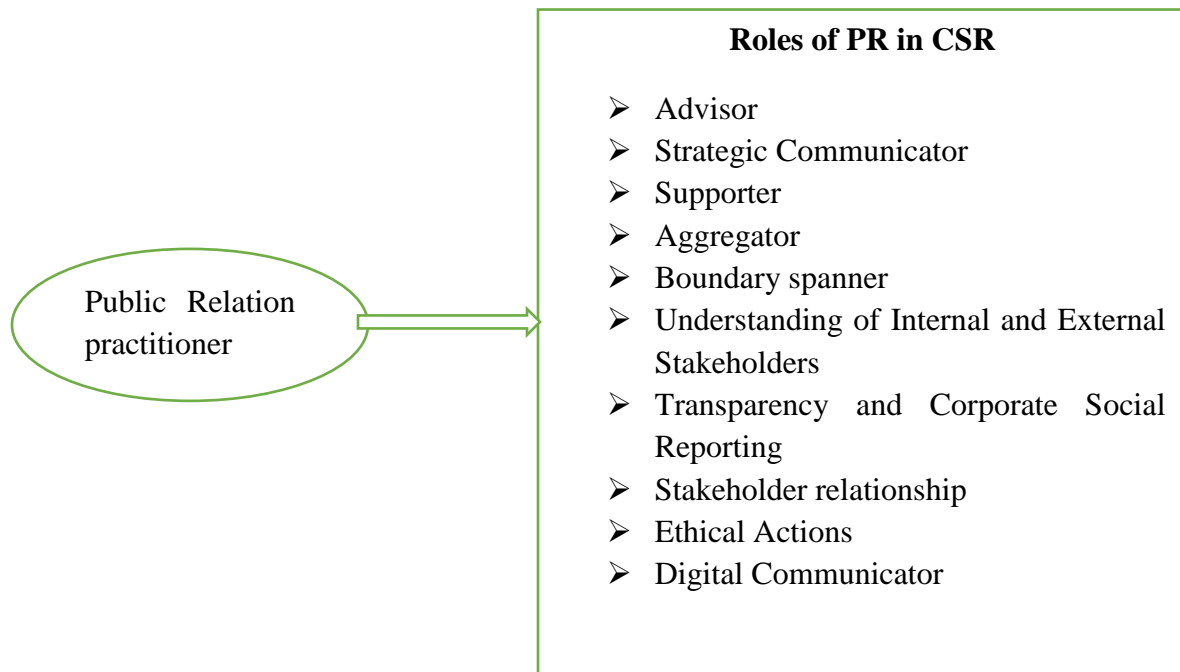 Roles of PR in CSR
➢ Advisor
➢ Strategic Communicator
➢ Supporter
➢ Aggregator
➢ Boundary spanner
➢ Understanding of Internal and External
Stakeholders
➢ Transparency and Corporate Social
Reporting
➢ Stakeholder relationship
➢ Ethical Actions
➢ Digital Communicator
Public Relation
practitioner